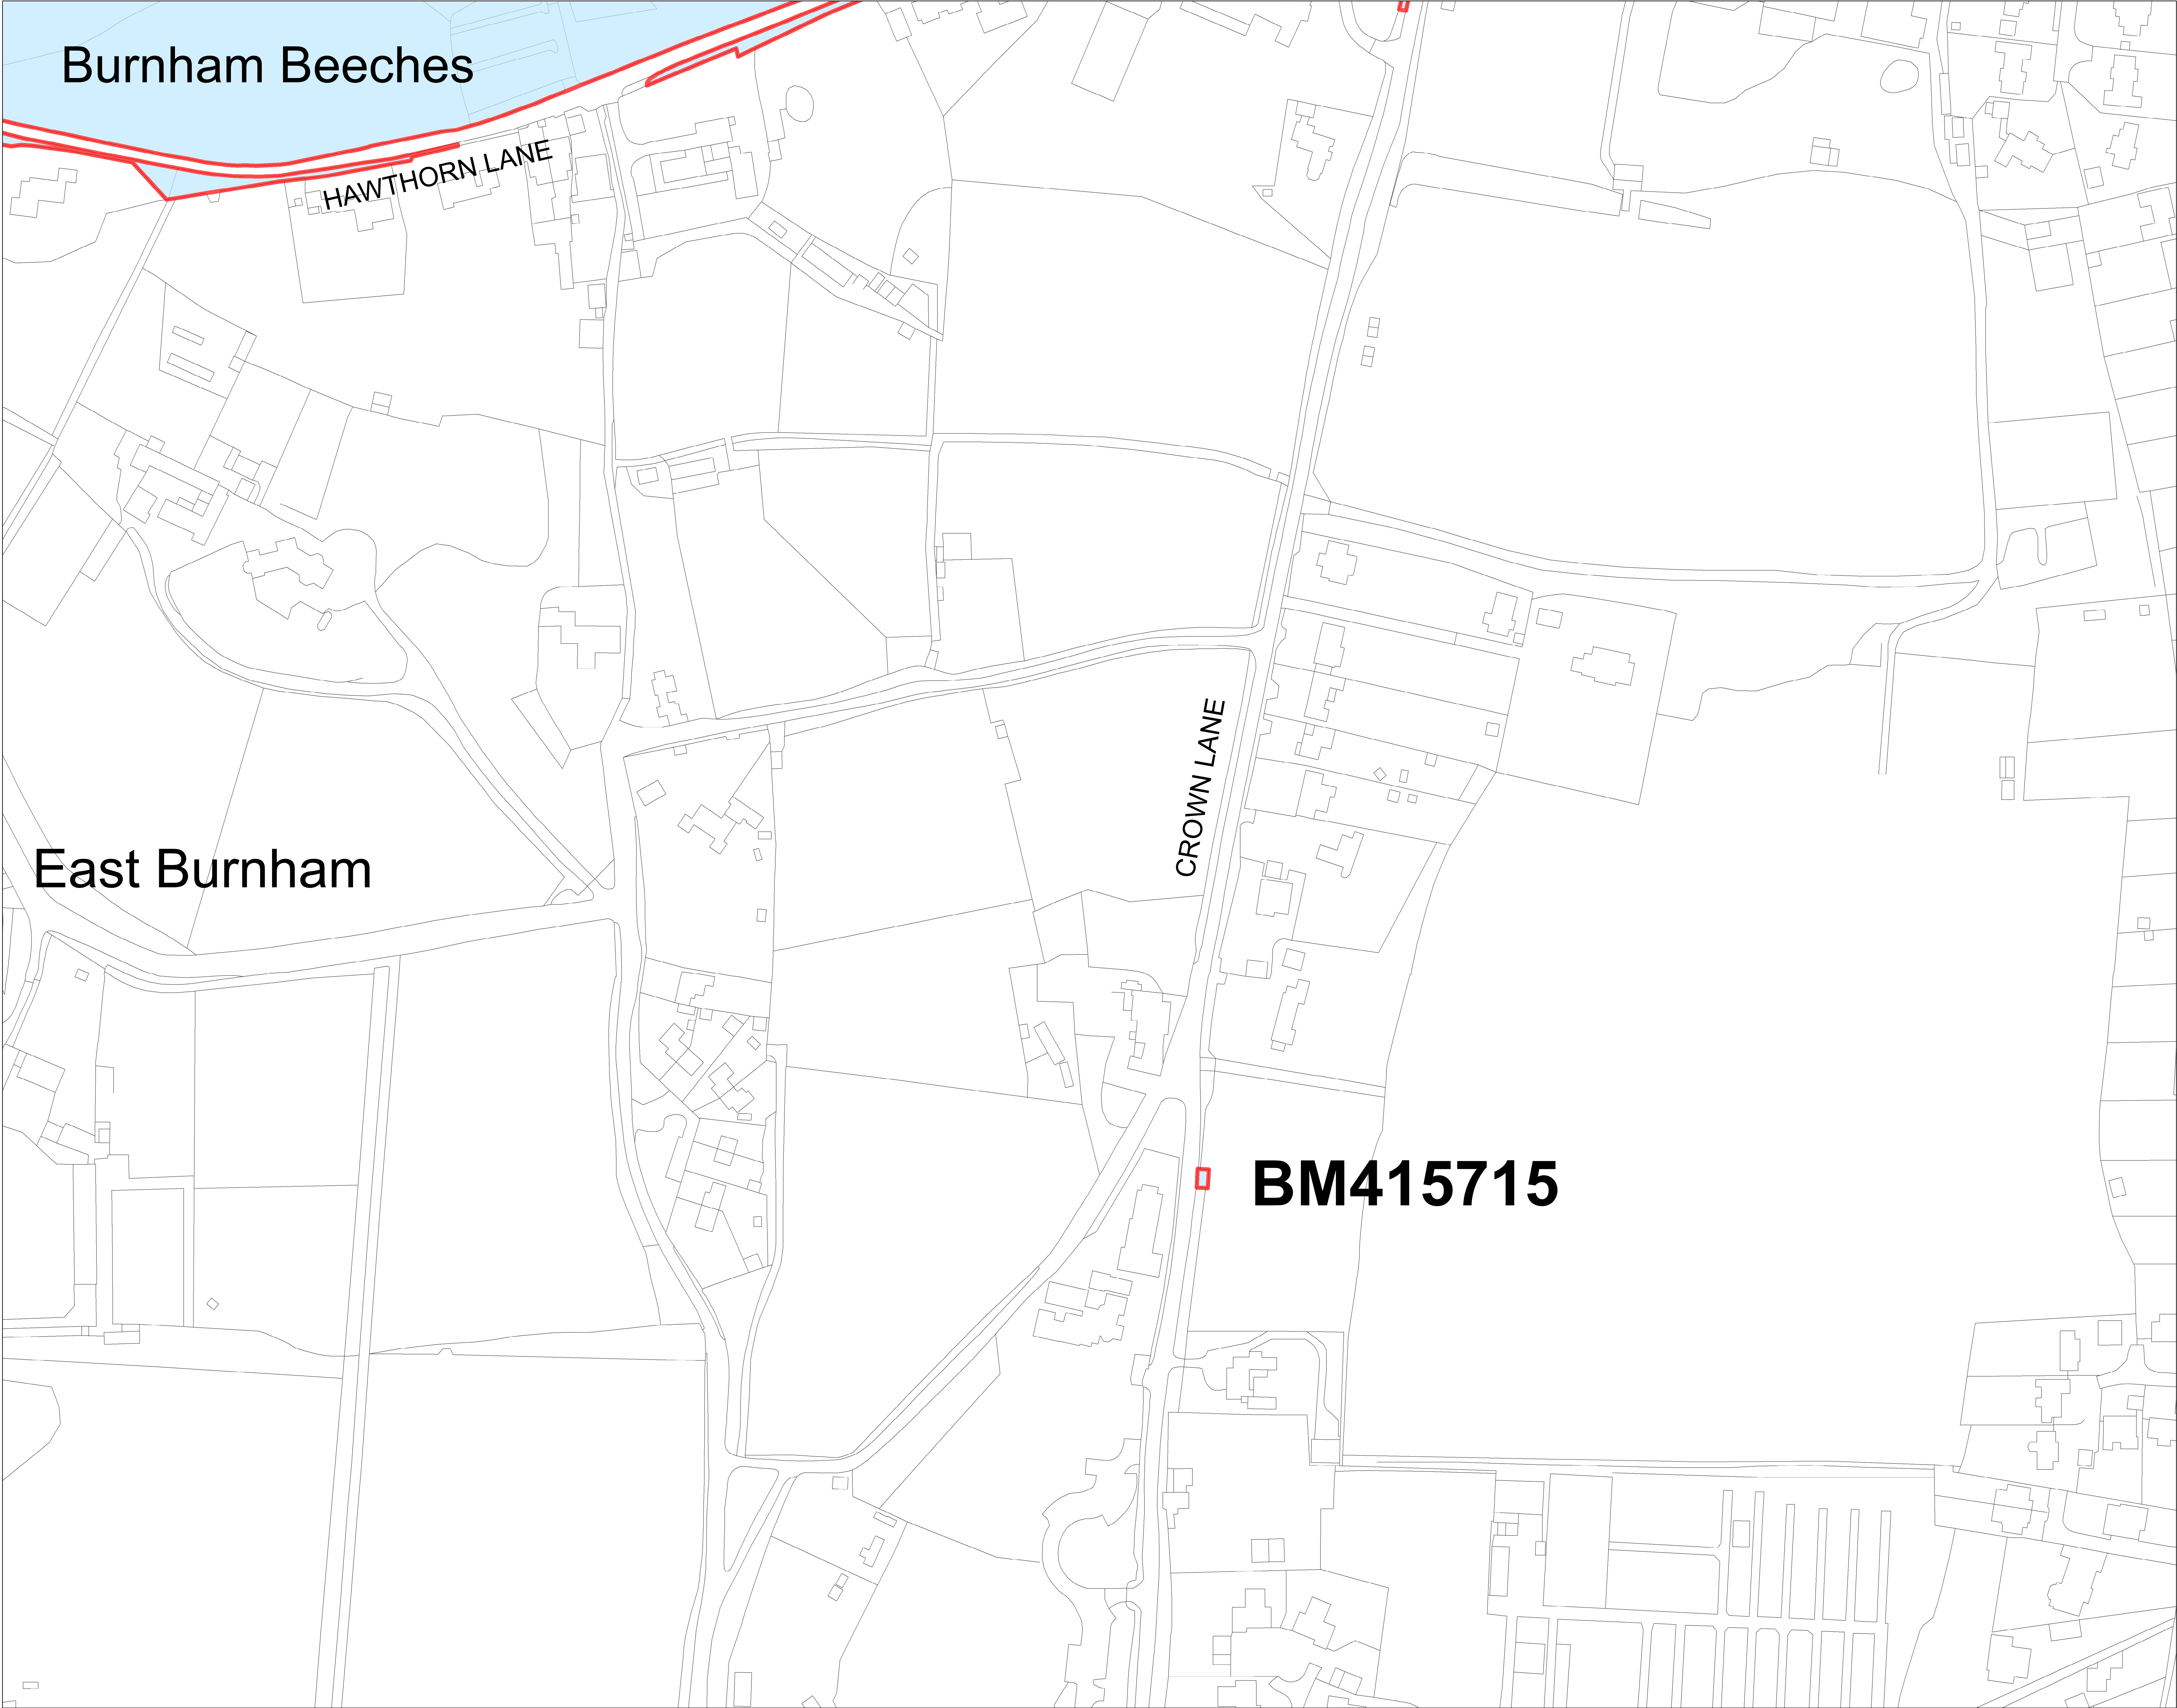 Burnham Beeches
HAWTHORN LANE
CROWN LANE
East Burnham
BM415715